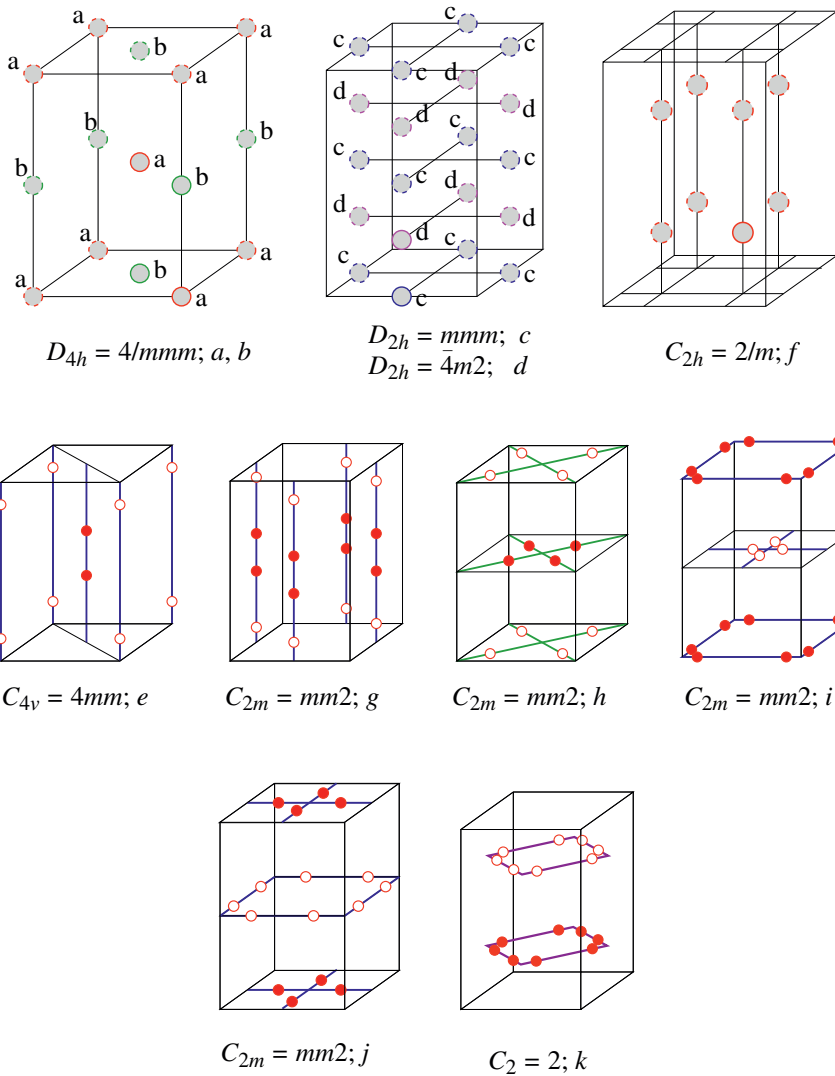 a
a
b
a
a
b
b
a
b
b
a
a
b
a
a
D₄ₕ = 4/mmm; a, b
c
c
c
d
c
d
d
c
d
c
c
d
c
d
d
c
d
c
c
c
D₂ₕ = mmm; c
D₂ₕ = 4̄m2; d
C₂ₕ = 2/m; f
C₄ᵥ = 4mm; e
C₂ₘ = mm2; g
C₂ₘ = mm2; h
C₂ₘ = mm2; i
C₂ₘ = mm2; j
C₂ = 2; k